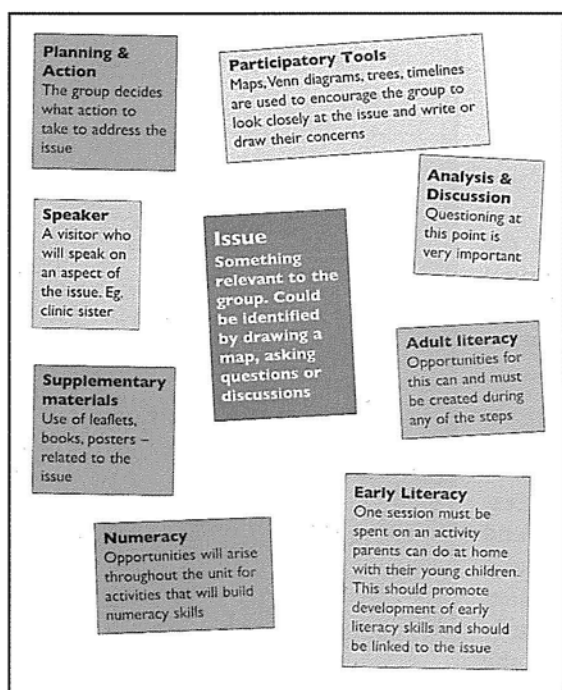 Planning &
Action
The group decides
what action to
take to address the
issue
Participatory Tools
Maps, Venn diagrams, trees, timelines
are used to encourage the group to
look closely at the issue and write or
draw their concerns
Analysis &
Discussion
Questioning at
this point is
very important
Speaker
A visitor who
will speak on
an aspect of
the issue. Eg.
clinic sister
Issue
Something
relevant to the
group. Could
be identified
by drawing a
map, asking
questions or
discussions
Adult literacy
Opportunities for
this can and must
be created during
any of the steps
Supplementary
materials
Use of leaflets,
books, posters –
related to the
issue
Early Literacy
One session must be
spent on an activity
parents can do at home
with their young children.
This should promote
development of early
literacy skills and should
be linked to the issue
Numeracy
Opportunities will arise
throughout the unit for
activities that will build
numeracy skills